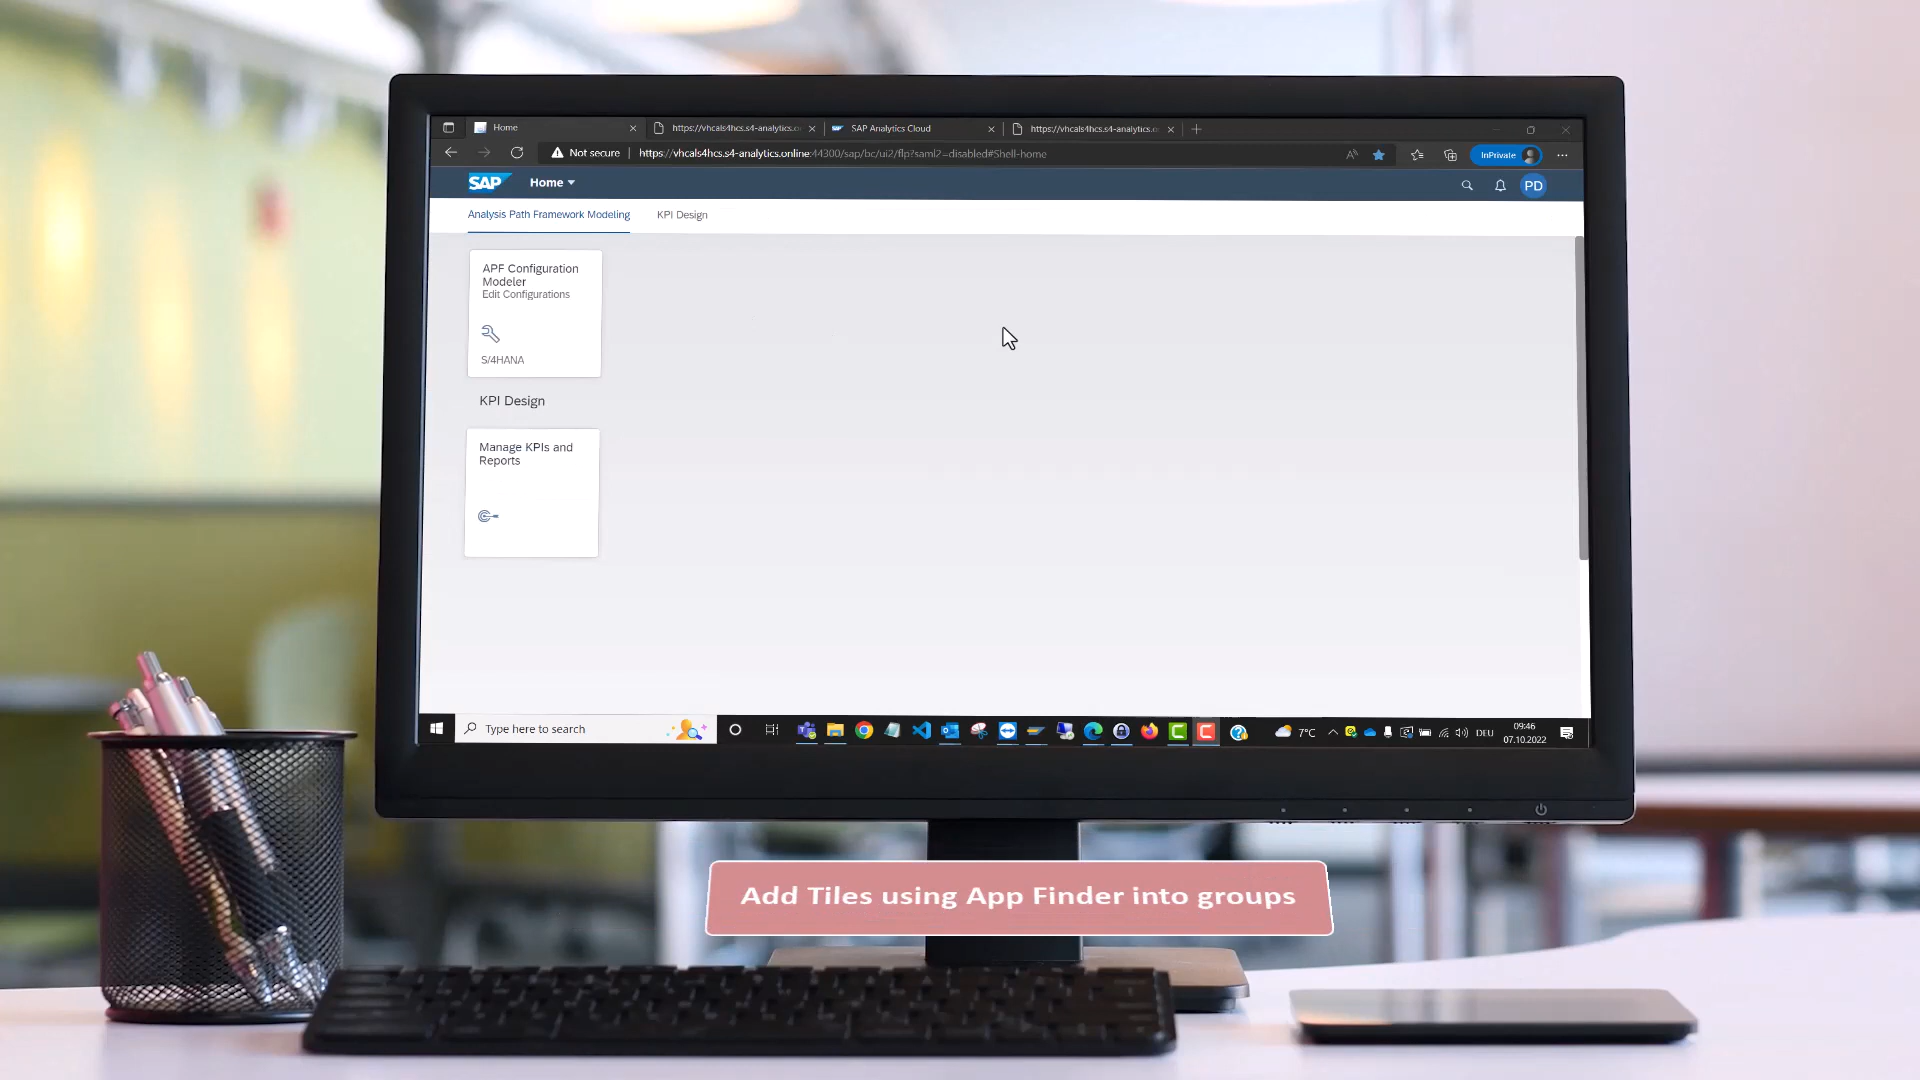 Home
https://vhcals4hcs.s4-analytics.o
SAP Analytics Cloud
https://vhcals4hcs.s4-analytics.o
Not secure
https://vhcals4hcs.s4-analytics.online:44300/sap/bc/ui2/flp?saml2=disabled#Shell-home
InPrivate
SAP
Home
PD
Analysis Path Framework Modeling
KPI Design
APF Configuration
Modeler
Edit Configurations
S/4HANA
KPI Design
Manage KPIs and
Reports
Type here to search
7°C
DEU
09:46
07.10.2022
Add Tiles using App Finder into groups